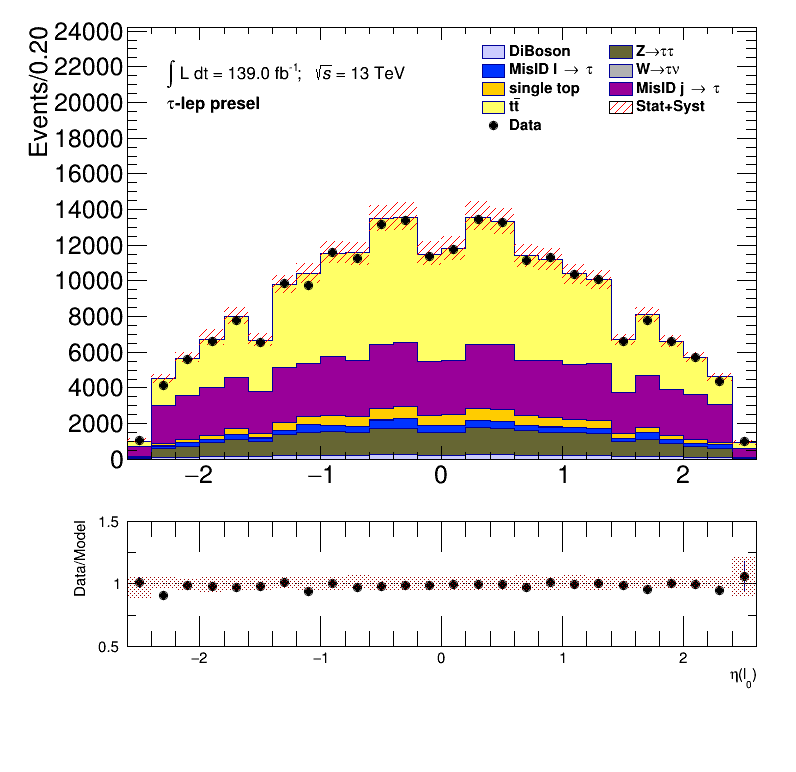 Events/0.20
24000
22000
20000
18000
16000
14000
12000
10000
8000
6000
4000
2000
0
∫ L dt = 139.0 fb⁻¹; √s = 13 TeV
τ-lep presel
DiBoson
MisID l → τ
single top
tt̄
Data
Z→ττ
W→τν
MisID j → τ
Stat+Syst
−2 −1 0 1 2
Data/Model
1.5
1
0.5
−2 −1 0 1 2
η(l₀)